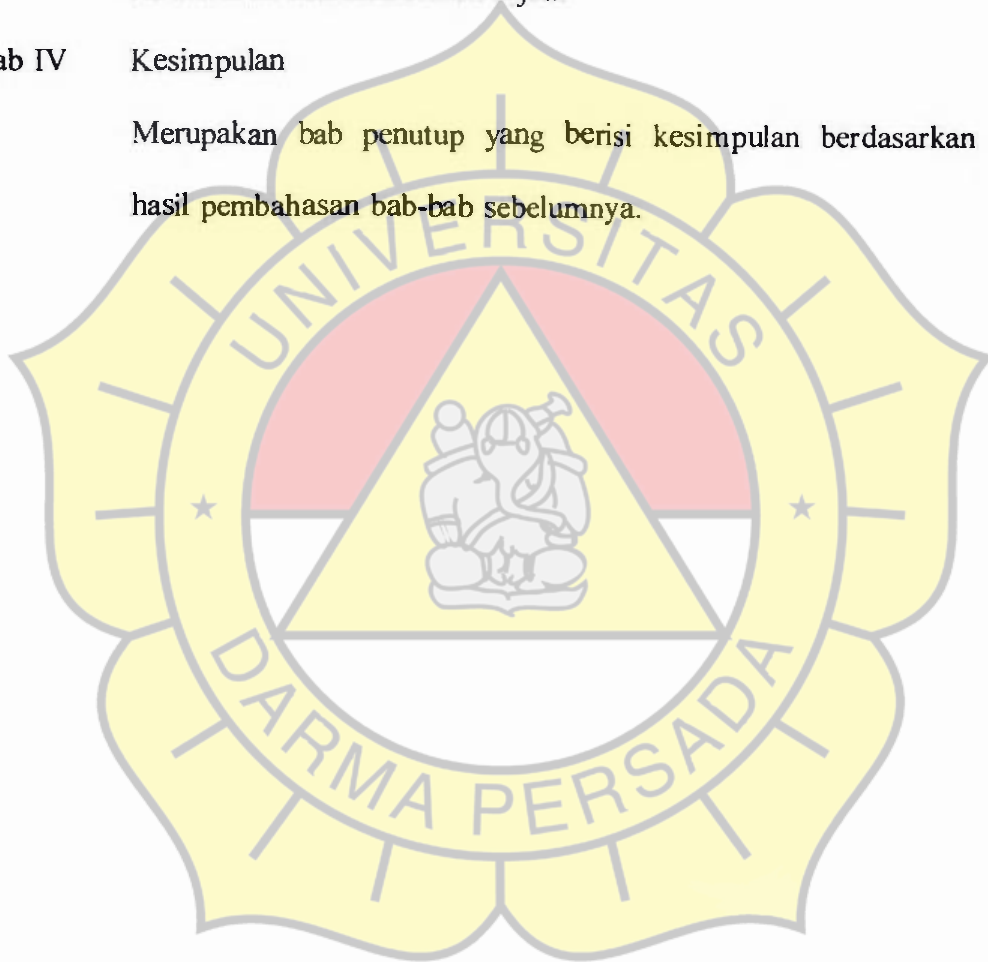 ab IV Kesimpulan
Merupakan bab penutup yang berisi kesimpulan berdasarkan
hasil pembahasan bab-bab sebelumnya.
UNIVERSITAS
DARMA PERSADA